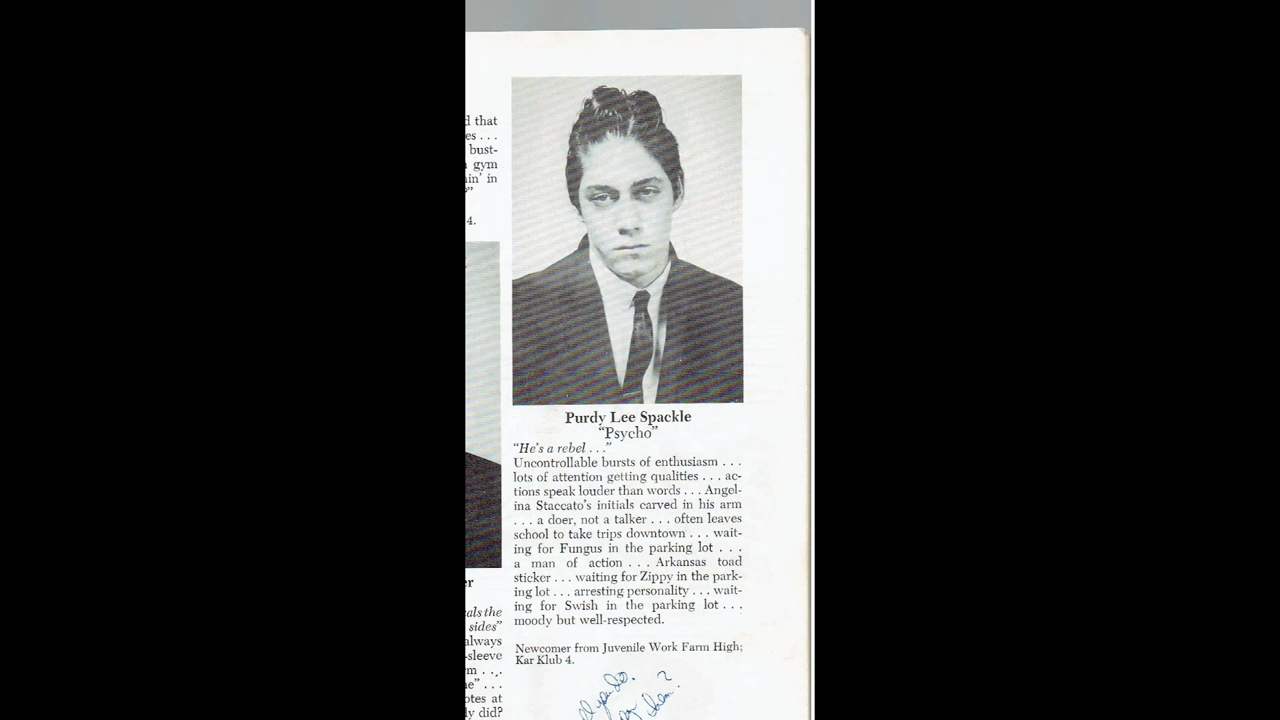 d that
es . . .
bust-
gym
nin' in
4.
Purdy Lee Spackle
"Psycho"
"He's a rebel . . ."
Uncontrollable bursts of enthusiasm . . .
lots of attention getting qualities . . . ac-
tions speak louder than words . . . Angel-
ina Staccato's initials carved in his arm
. . . a doer, not a talker . . . often leaves
school to take trips downtown . . . wait-
ing for Fungus in the parking lot . . .
a man of action . . . Arkansas toad
sticker . . . waiting for Zippy in the park-
ing lot . . . arresting personality . . . wait-
ing for Swish in the parking lot . . .
moody but well-respected.
Newcomer from Juvenile Work Farm High;
Kar Klub 4.
er
als the
sides"
always
-sleeve
m . . .
e" . . .
otes at
ly did?
you do.
them?